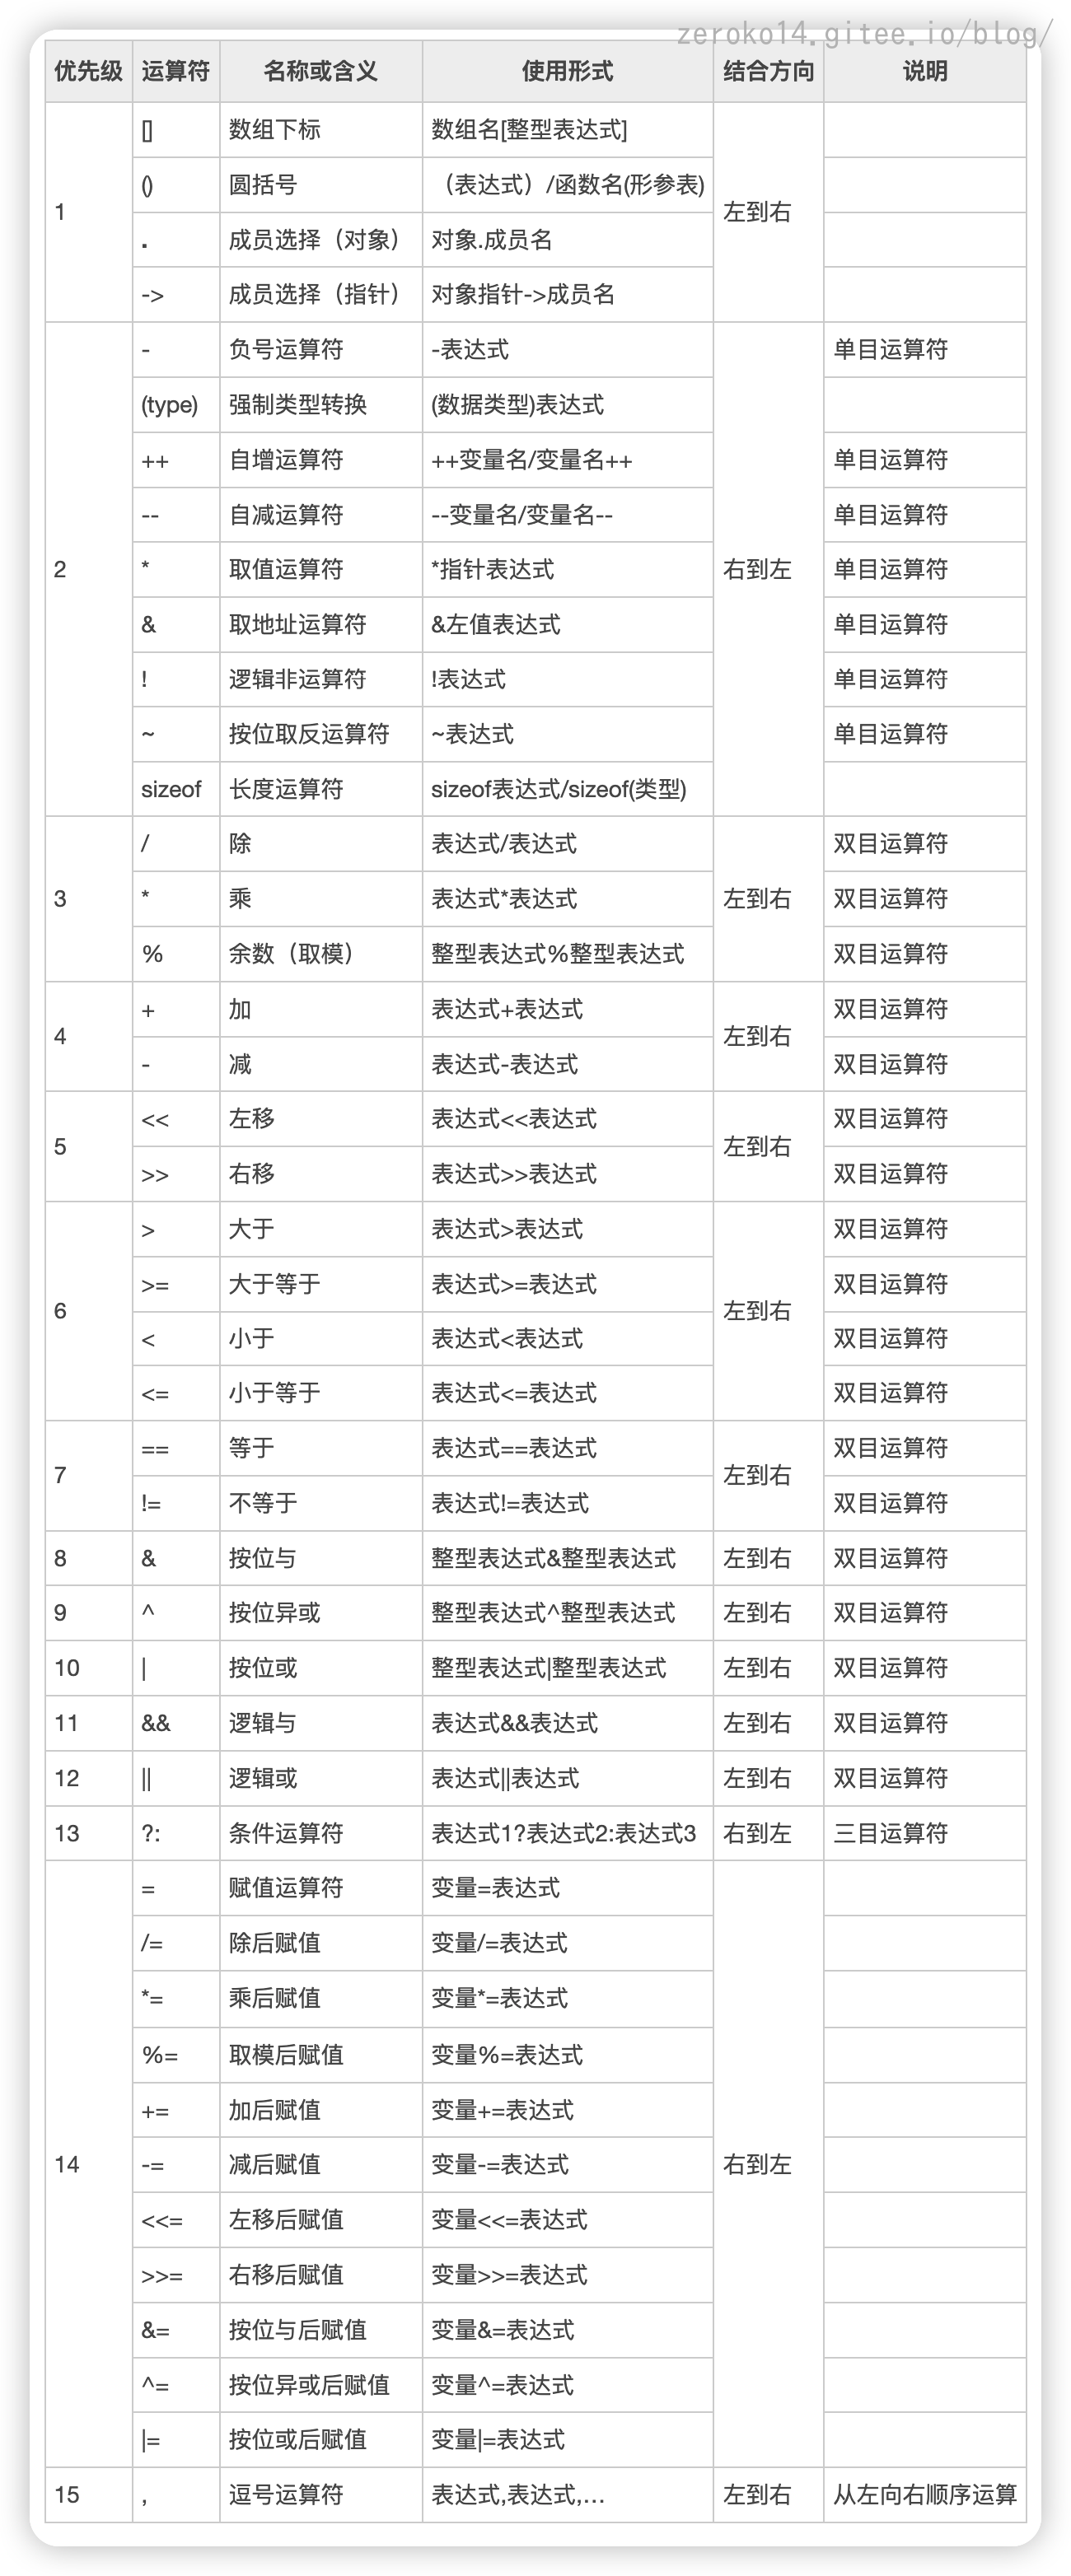 zeroko14.gitee.io/blog/
优先级 运算符 名称或含义 使用形式 结合方向 说明
1 [] 数组下标 数组名[整型表达式] 左到右
() 圆括号 （表达式）/函数名(形参表)
. 成员选择（对象） 对象.成员名
-> 成员选择（指针） 对象指针->成员名
2 - 负号运算符 -表达式 右到左 单目运算符
(type) 强制类型转换 (数据类型)表达式
++ 自增运算符 ++变量名/变量名++ 单目运算符
-- 自减运算符 --变量名/变量名-- 单目运算符
* 取值运算符 *指针表达式 单目运算符
& 取地址运算符 &左值表达式 单目运算符
! 逻辑非运算符 !表达式 单目运算符
~ 按位取反运算符 ~表达式 单目运算符
sizeof 长度运算符 sizeof表达式/sizeof(类型)
3 / 除 表达式/表达式 左到右 双目运算符
* 乘 表达式*表达式 双目运算符
% 余数（取模） 整型表达式%整型表达式 双目运算符
4 + 加 表达式+表达式 左到右 双目运算符
- 减 表达式-表达式 双目运算符
5 << 左移 表达式<<表达式 左到右 双目运算符
>> 右移 表达式>>表达式 双目运算符
6 > 大于 表达式>表达式 左到右 双目运算符
>= 大于等于 表达式>=表达式 双目运算符
< 小于 表达式<表达式 双目运算符
<= 小于等于 表达式<=表达式 双目运算符
7 == 等于 表达式==表达式 左到右 双目运算符
!= 不等于 表达式!=表达式 双目运算符
8 & 按位与 整型表达式&整型表达式 左到右 双目运算符
9 ^ 按位异或 整型表达式^整型表达式 左到右 双目运算符
10 | 按位或 整型表达式|整型表达式 左到右 双目运算符
11 && 逻辑与 表达式&&表达式 左到右 双目运算符
12 || 逻辑或 表达式||表达式 左到右 双目运算符
13 ?: 条件运算符 表达式1?表达式2:表达式3 右到左 三目运算符
14 = 赋值运算符 变量=表达式 右到左
/= 除后赋值 变量/=表达式
*= 乘后赋值 变量*=表达式
%= 取模后赋值 变量%=表达式
+= 加后赋值 变量+=表达式
-= 减后赋值 变量-=表达式
<<= 左移后赋值 变量<<=表达式
>>= 右移后赋值 变量>>=表达式
&= 按位与后赋值 变量&=表达式
^= 按位异或后赋值 变量^=表达式
|= 按位或后赋值 变量|=表达式
15 , 逗号运算符 表达式,表达式,… 左到右 从左向右顺序运算